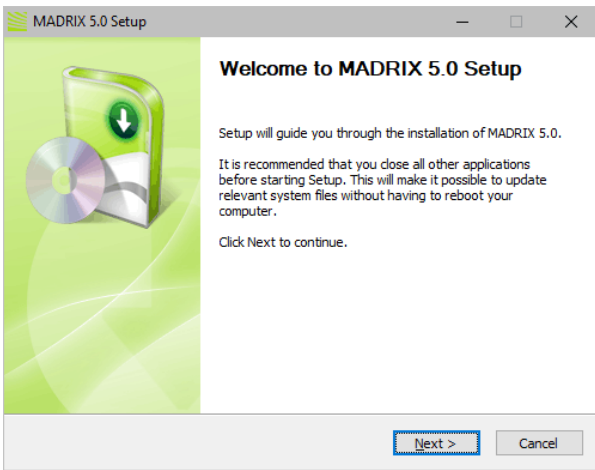 MADRIX 5.0 Setup
Welcome to MADRIX 5.0 Setup
Setup will guide you through the installation of MADRIX 5.0.
It is recommended that you close all other applications
before starting Setup. This will make it possible to update
relevant system files without having to reboot your
computer.
Click Next to continue.
Next >
Cancel